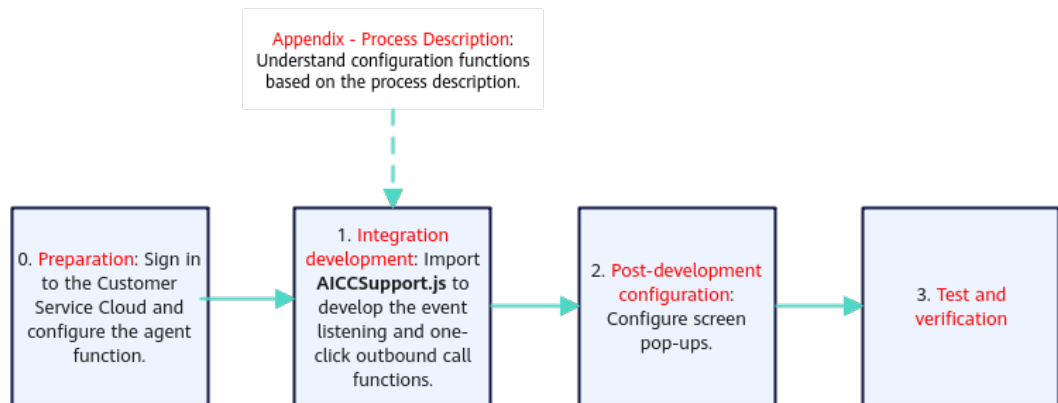 Appendix - Process Description:
Understand configuration functions
based on the process description.
0. Preparation: Sign in
to the Customer
Service Cloud and
configure the agent
function.
1. Integration
development: Import
AICCSupport.js to
develop the event
listening and one-
click outbound call
functions.
2. Post-development
configuration:
Configure screen
pop-ups.
3. Test and
verification